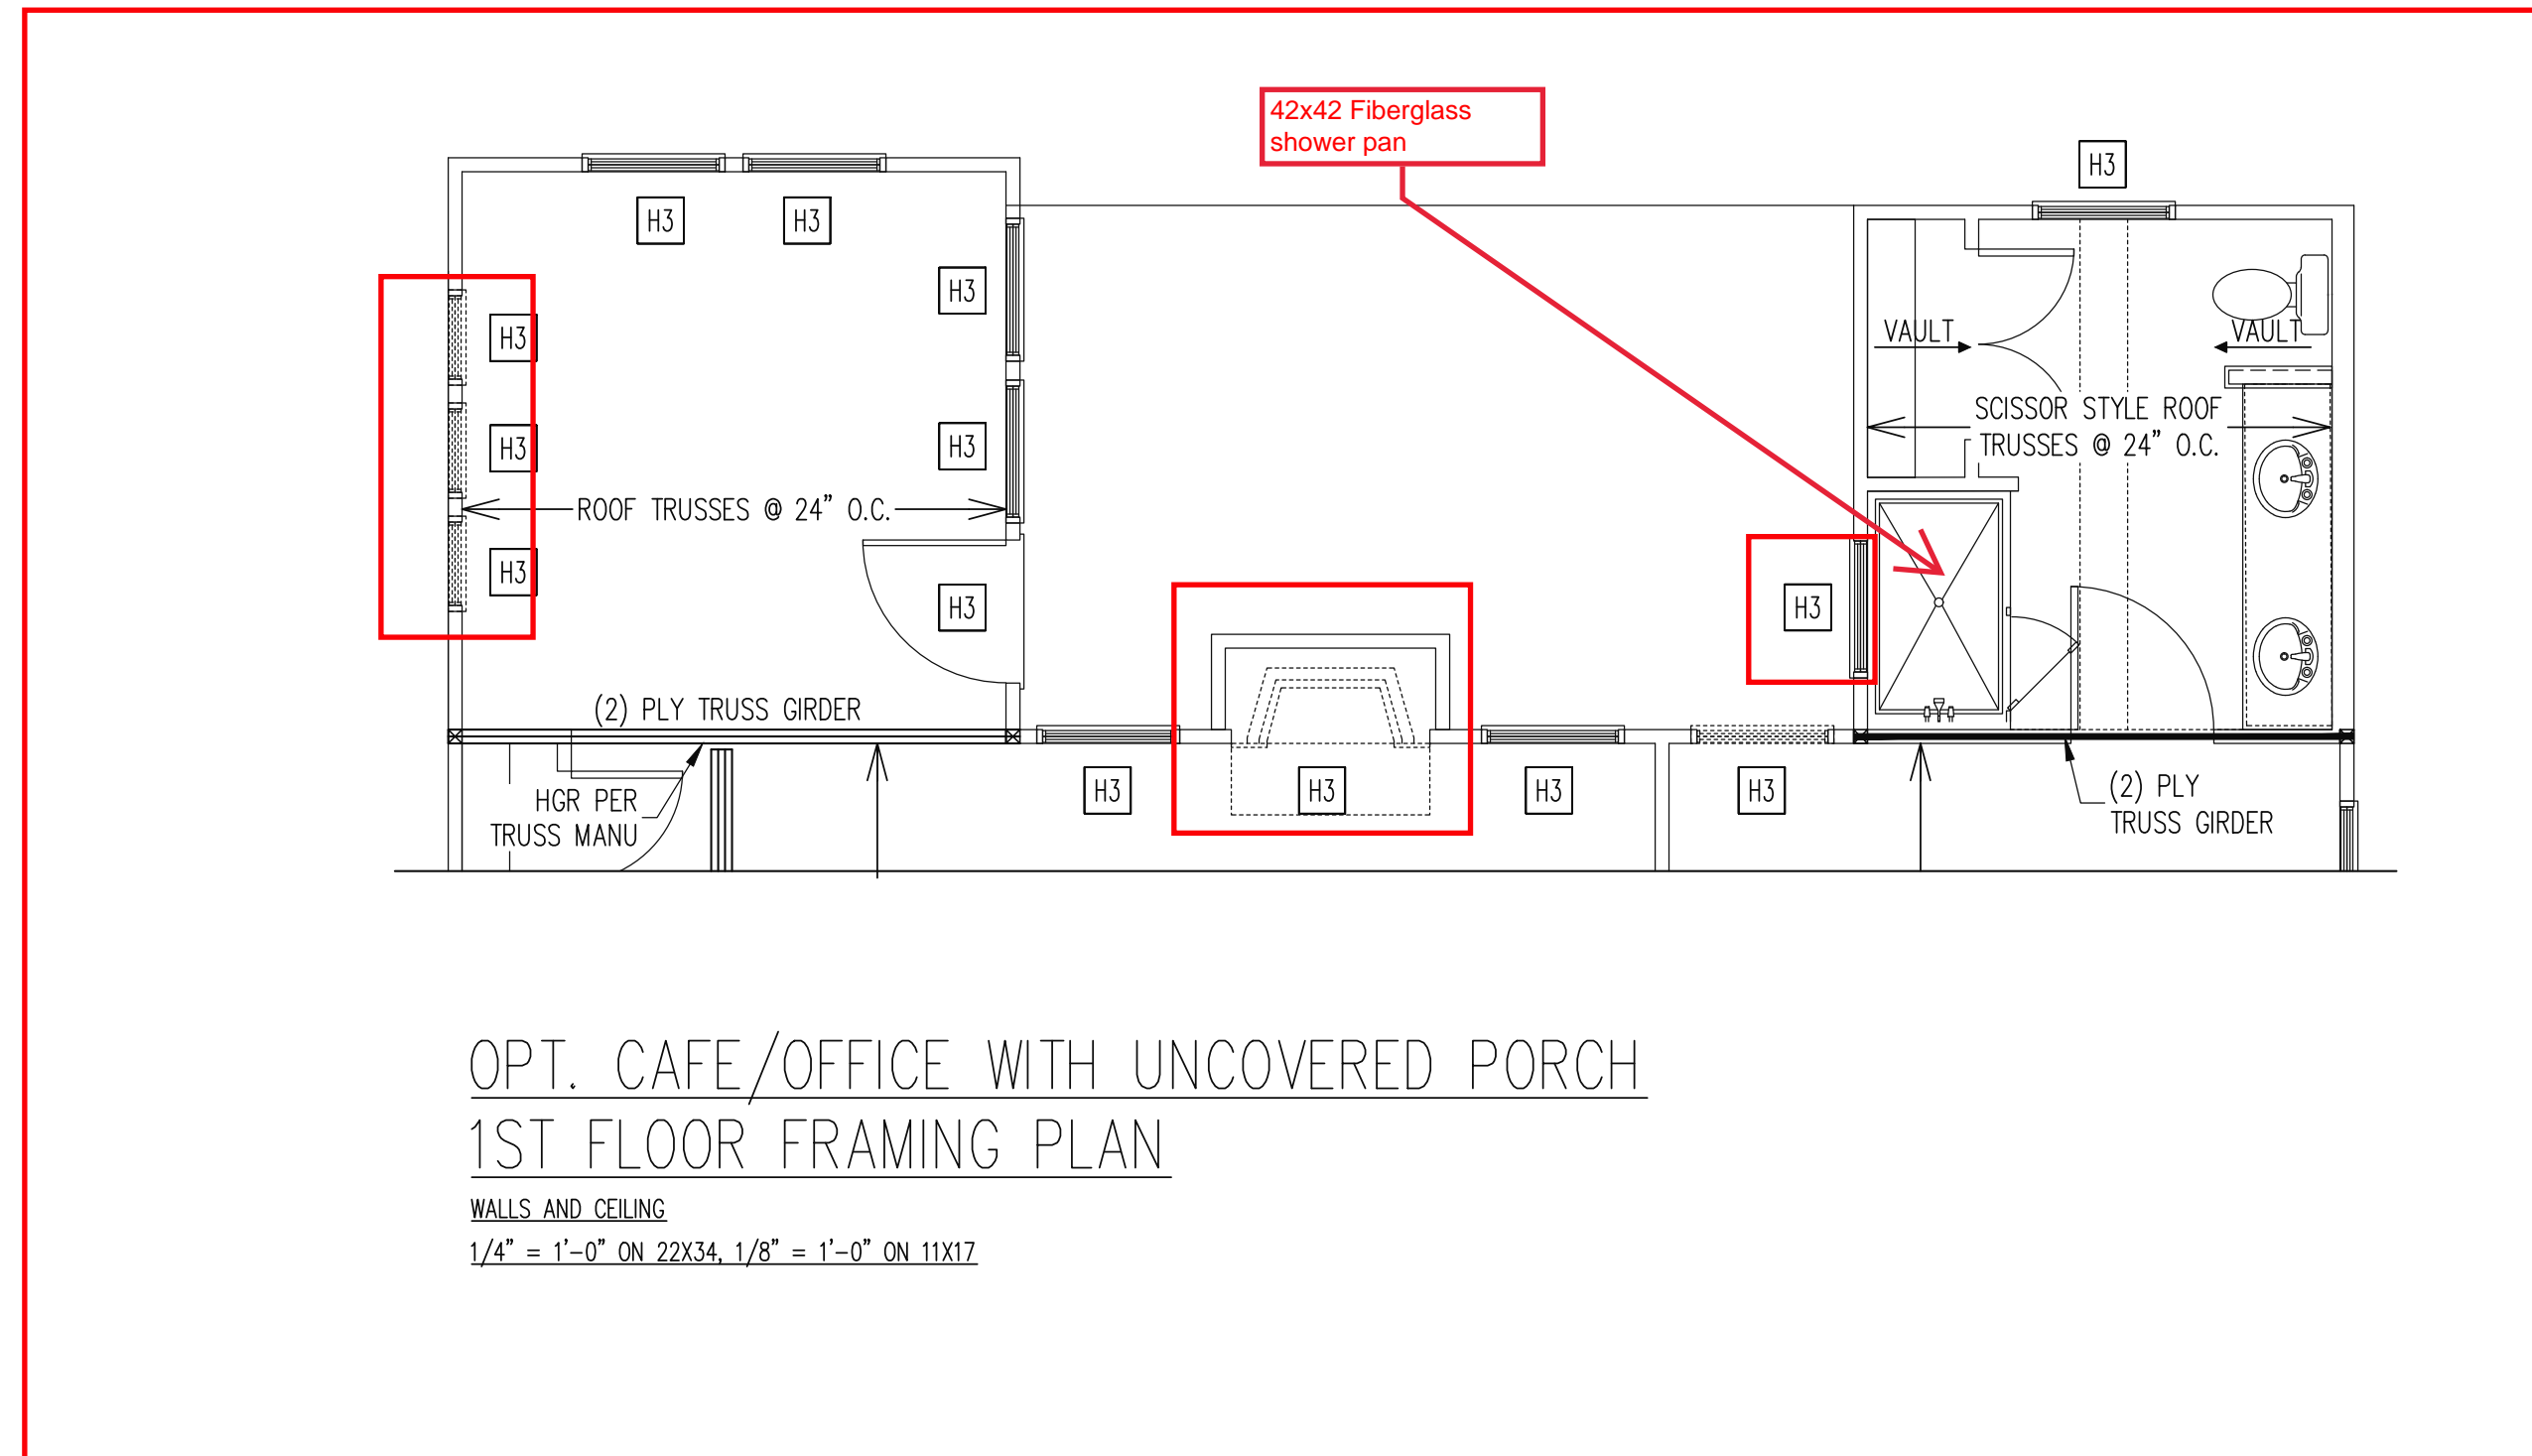 42x42 Fiberglass
shower pan
H3
H3
H3
H3
H3
VAULT
VAULT
SCISSOR STYLE ROOF
TRUSSES @ 24" O.C.
H3
H3
ROOF TRUSSES @ 24" O.C.
H3
H3
H3
(2) PLY TRUSS GIRDER
HGR PER
TRUSS MANU
H3
H3
H3
H3
(2) PLY
TRUSS GIRDER
OPT. CAFE/OFFICE WITH UNCOVERED PORCH
1ST FLOOR FRAMING PLAN
WALLS AND CEILING
1/4" = 1'-0" ON 22X34, 1/8" = 1'-0" ON 11X17